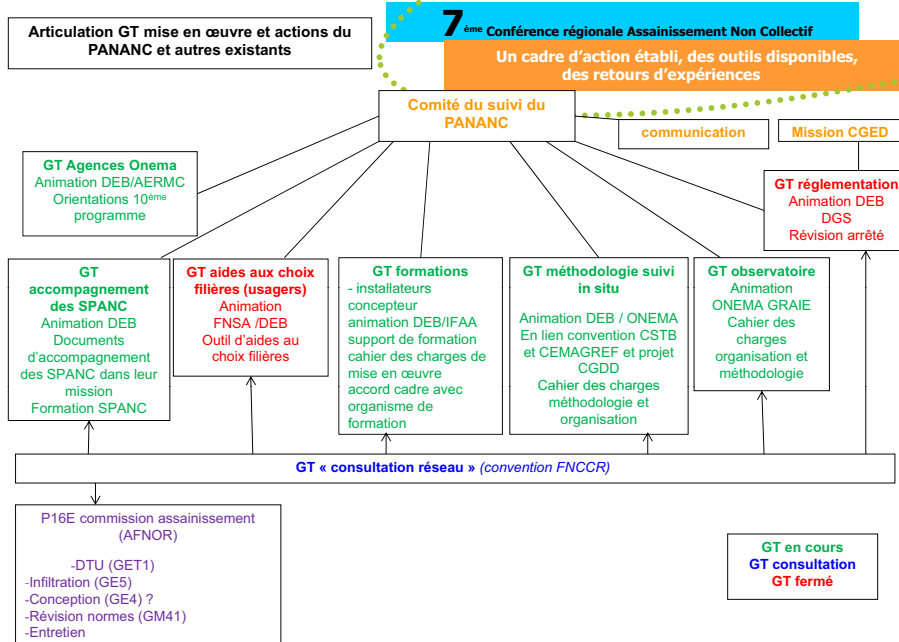 Articulation GT mise en œuvre et actions du
PANANC et autres existants
7ème Conférence régionale Assainissement Non Collectif
Un cadre d'action établi, des outils disponibles,
des retours d'expériences
Comité du suivi du
PANANC
communication
Mission CGED
GT Agences Onema
Animation DEB/AERMC
Orientations 10ème
programme
GT réglementation
Animation DEB
DGS
Révision arrêté
GT
accompagnement
des SPANC
Animation DEB
Documents
d'accompagnement
des SPANC dans leur
mission
Formation SPANC
GT aides aux choix
filières (usagers)
Animation
FNSA /DEB
Outil d'aides au
choix filières
GT formations
- installateurs
concepteur
animation DEB/IFAA
support de formation
cahier des charges de
mise en œuvre
accord cadre avec
organisme de
formation
GT méthodologie suivi
in situ
Animation DEB / ONEMA
En lien convention CSTB
et CEMAGREF et projet
CGDD
Cahier des charges
méthodologie et
organisation
GT observatoire
Animation
ONEMA GRAIE
Cahier des
charges
organisation et
méthodologie
GT « consultation réseau » (convention FNCCR)
P16E commission assainissement
(AFNOR)
-DTU (GET1)
-Infiltration (GE5)
-Conception (GE4) ?
-Révision normes (GM41)
-Entretien
GT en cours
GT consultation
GT fermé